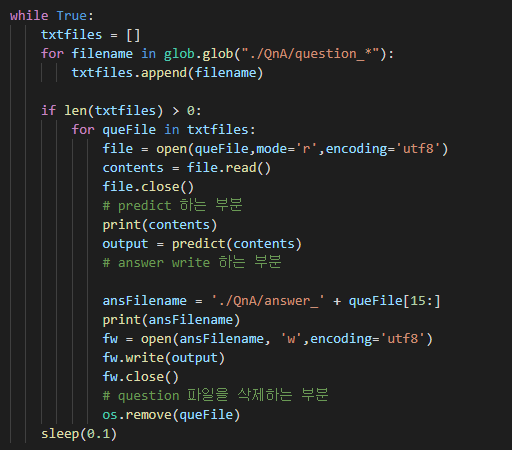 while True:
    txtfiles = []
    for filename in glob.glob("./QnA/question_*"):
        txtfiles.append(filename)

    if len(txtfiles) > 0:
        for queFile in txtfiles:
            file = open(queFile,mode='r',encoding='utf8')
            contents = file.read()
            file.close()
            # predict 하는 부분
            print(contents)
            output = predict(contents)
            # answer write 하는 부분

            ansFilename = './QnA/answer_' + queFile[15:]
            print(ansFilename)
            fw = open(ansFilename, 'w',encoding='utf8')
            fw.write(output)
            fw.close()
            # question 파일을 삭제하는 부분
            os.remove(queFile)
    sleep(0.1)